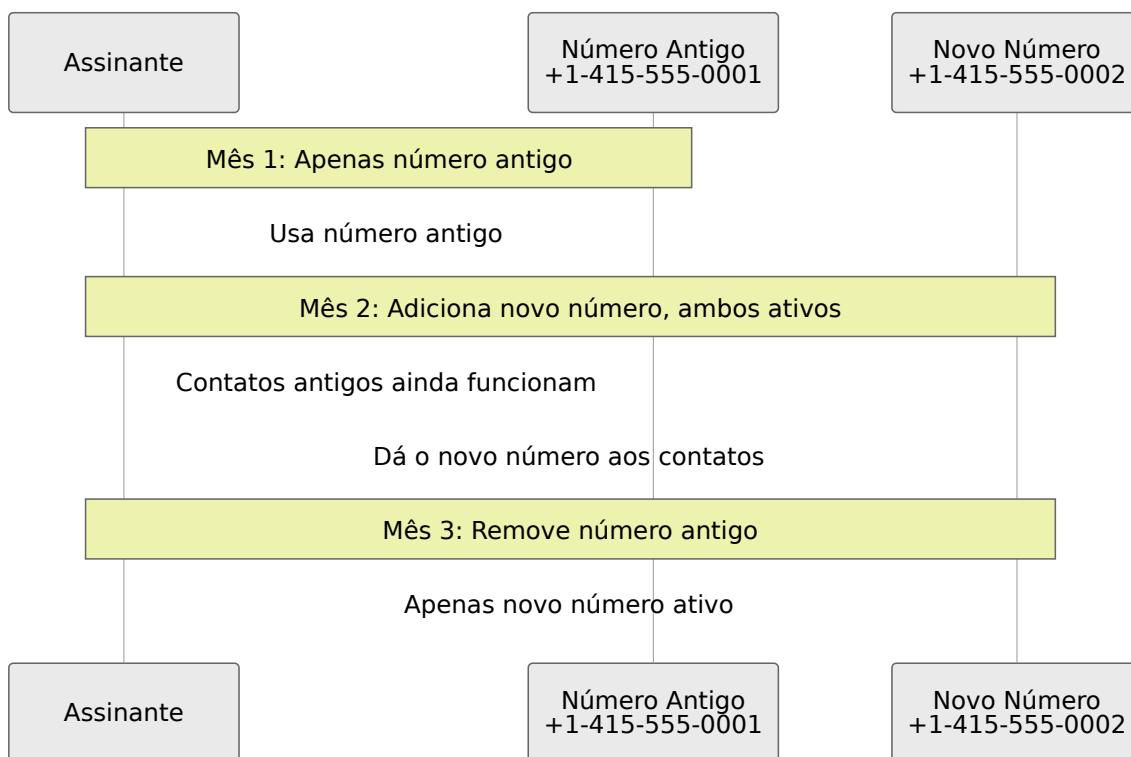 Assinante
Número Antigo
+1-415-555-0001
Novo Número
+1-415-555-0002
Mês 1: Apenas número antigo
Usa número antigo
Mês 2: Adiciona novo número, ambos ativos
Contatos antigos ainda funcionam
Dá o novo número aos contatos
Mês 3: Remove número antigo
Apenas novo número ativo
Assinante
Número Antigo
+1-415-555-0001
Novo Número
+1-415-555-0002